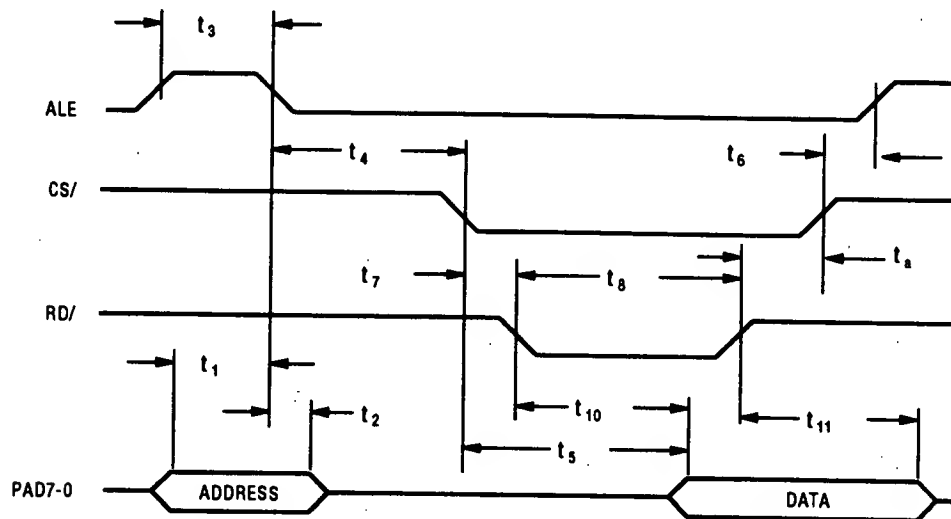 t3
ALE
t4
t6
CS/
t7
t8
ta
RD/
t1
t2
t10
t11
t5
PAD7-0
ADDRESS
DATA